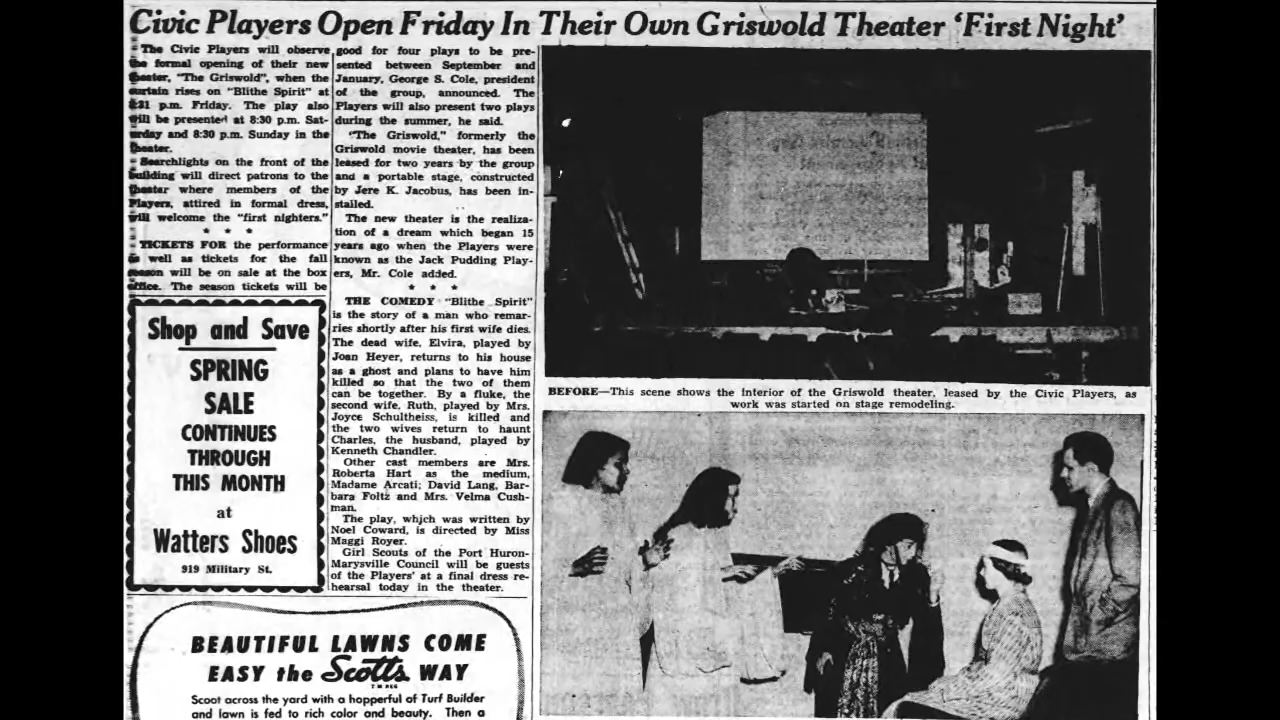 Civic Players Open Friday In Their Own Griswold Theater 'First Night'
The Civic Players will observe
the formal opening of their new
theater, "The Griswold", when the
curtain rises on "Blithe Spirit" at
8:31 p.m. Friday. The play also
will be presented at 8:30 p.m. Sat-
urday and 8:30 p.m. Sunday in the
theater.
Searchlights on the front of the
building will direct patrons to the
theater where members of the
Players, attired in formal dress,
will welcome the "first nighters."
* * *
TICKETS FOR the performance
as well as tickets for the fall
season will be on sale at the box
office. The season tickets will be
good for four plays to be pre-
sented between September and
January, George S. Cole, president
of the group, announced. The
Players will also present two plays
during the summer, he said.
"The Griswold," formerly the
Griswold movie theater, has been
leased for two years by the group
and a portable stage, constructed
by Jere K. Jacobus, has been in-
stalled.
The new theater is the realiza-
tion of a dream which began 15
years ago when the Players were
known as the Jack Pudding Play-
ers, Mr. Cole added.
* * *
THE COMEDY "Blithe Spirit"
is the story of a man who remar-
ries shortly after his first wife dies.
The dead wife, Elvira, played by
Joan Heyer, returns to his house
as a ghost and plans to have him
killed so that the two of them
can be together. By a fluke, the
second wife, Ruth, played by Mrs.
Joyce Schultheiss, is killed and
the two wives return to haunt
Charles, the husband, played by
Kenneth Chandler.
Other cast members are Mrs.
Roberta Hart as the medium,
Madame Arcati; David Lang, Bar-
bara Foltz and Mrs. Velma Cush-
man.
The play, which was written by
Noel Coward, is directed by Miss
Maggi Royer.
Girl Scouts of the Port Huron-
Marysville Council will be guests
of the Players' at a final dress re-
hearsal today in the theater.
BEFORE—This scene shows the interior of the Griswold theater, leased by the Civic Players, as
work was started on stage remodeling.
Shop and Save
SPRING
SALE
CONTINUES
THROUGH
THIS MONTH
at
Watters Shoes
919 Military St.
BEAUTIFUL LAWNS COME
EASY the Scotts WAY
T M REG
Scoot across the yard with a hopperful of Turf Builder
and lawn is fed to rich color and beauty. Then a